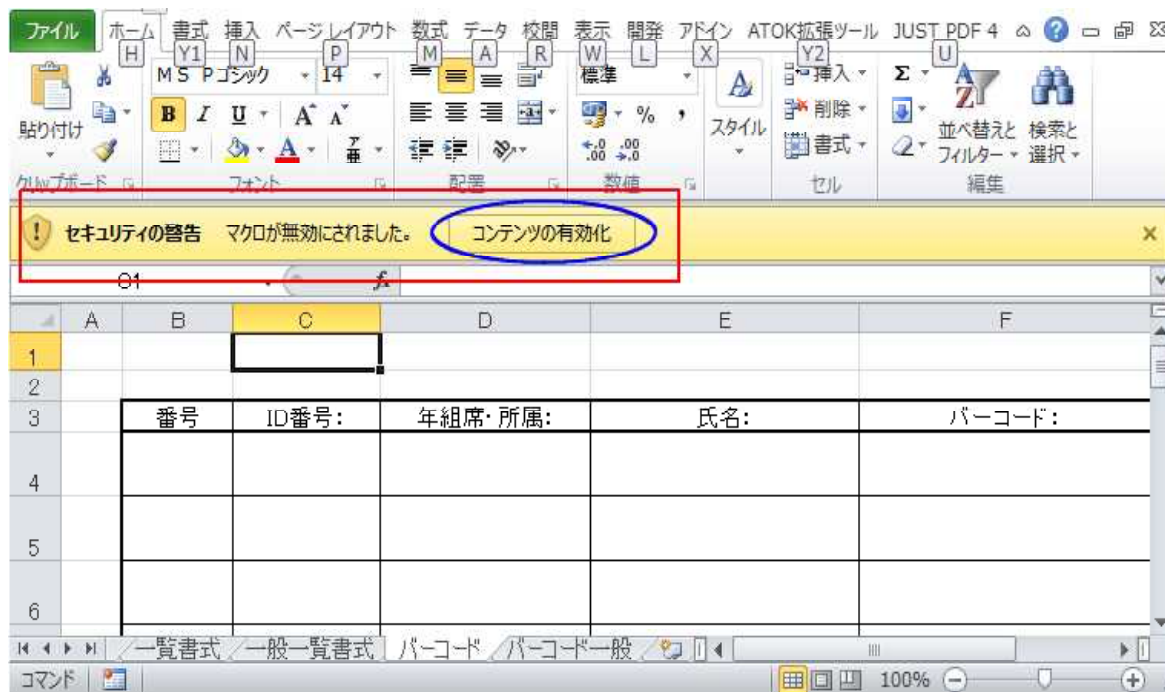 ファイル ホーム 書式 挿入 ページ レイアウト 数式 データ 校閲 表示 開発 アドイン ATOK拡張ツール JUST PDF 4
H Y1 N P M A R W L X Y2 U
ＭＳ Ｐゴシック 14 標準 挿入 Σ
貼り付け B I U A A % , スタイル 削除 並べ替えと フィルター 検索と 選択
A ア 亜 書式
クリップボード フォント 配置 数値 セル 編集
セキュリティの警告 マクロが無効にされました。 コンテンツの有効化
C1 fx
A B C D E F
1
2
3 番号 ID番号： 年組席・所属： 氏名： バーコード：
4
5
6
一覧書式 一般一覧書式 バーコード バーコード一般
コマンド 100%